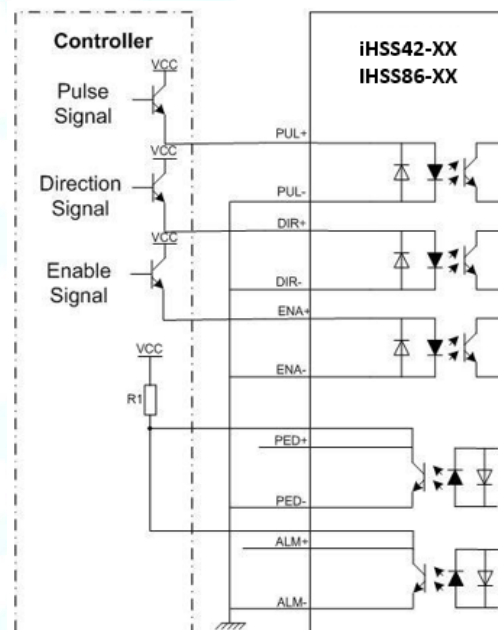 Controller
iHSS42-XX
IHSS86-XX
VCC
Pulse
Signal
PUL+
VCC
Direction
Signal
PUL-
DIR+
VCC
Enable
Signal
DIR-
ENA+
VCC
ENA-
R1
PED+
PED-
ALM+
ALM-